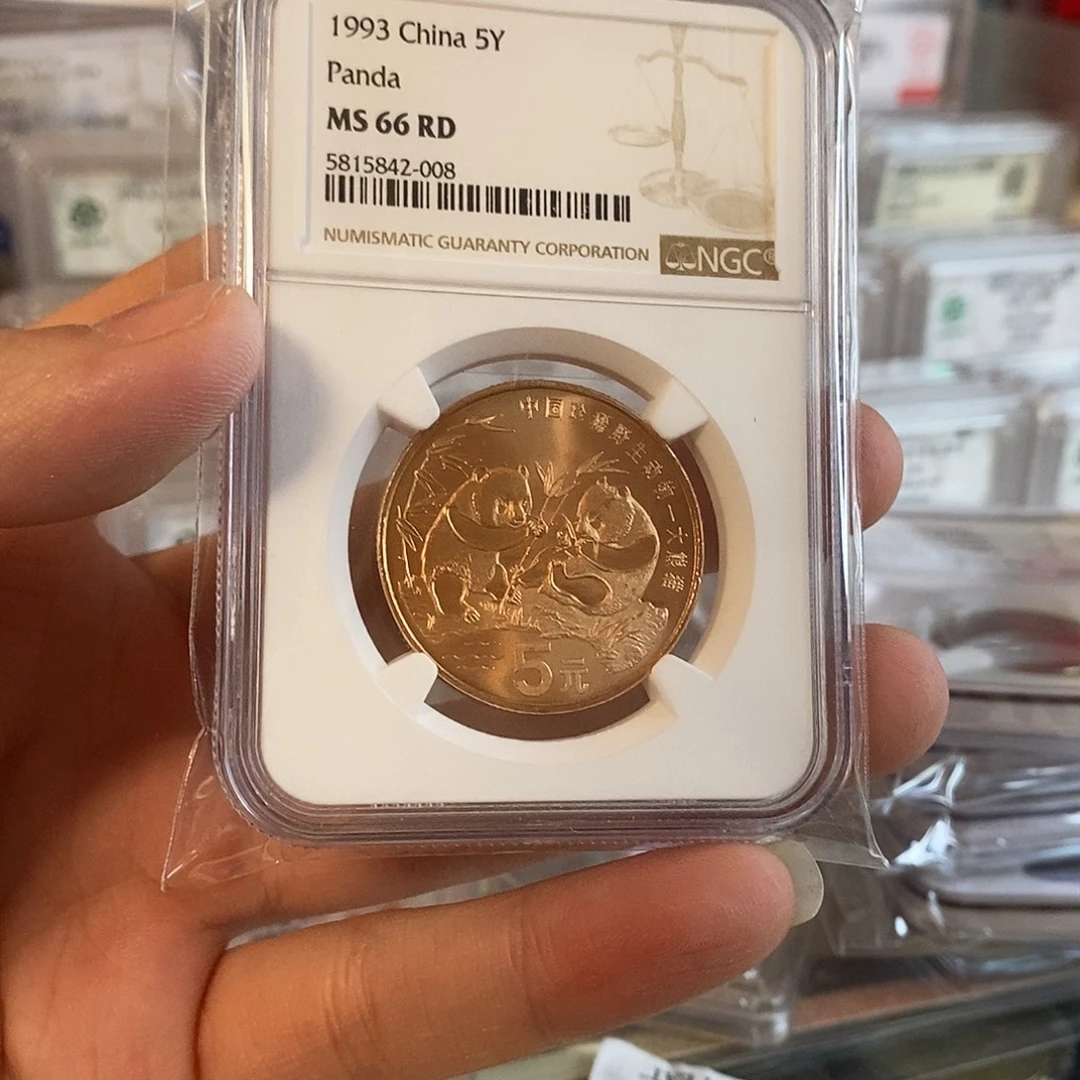 1993 China 5Y
Panda
MS 66 RD
5815842-008
NUMISMATIC GUARANTY CORPORATION
NGC®
中国珍稀野生动物—大熊猫
5元